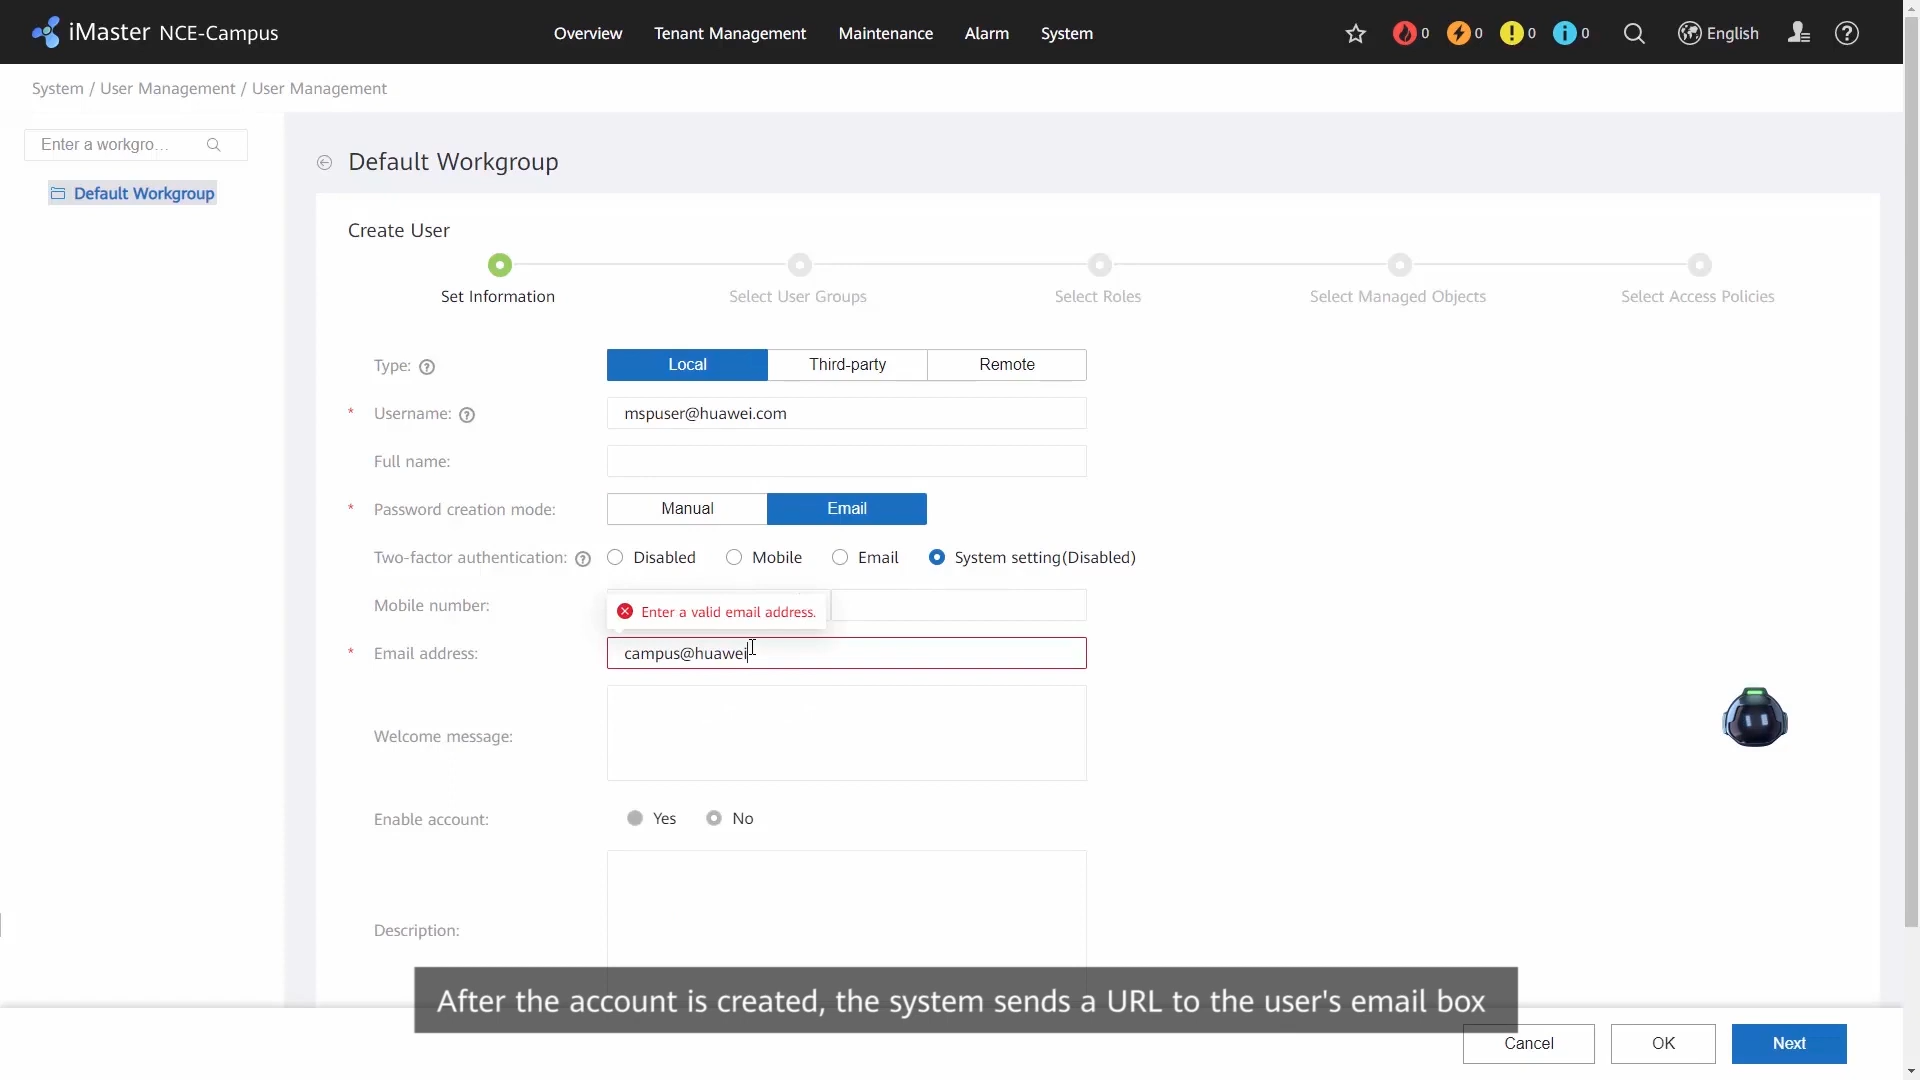 iMaster NCE-Campus
Overview Tenant Management Maintenance Alarm System
0 0 0 0 English
System / User Management / User Management
Enter a workgro...
Default Workgroup
Default Workgroup
Create User
Set Information Select User Groups Select Roles Select Managed Objects Select Access Policies
Type: Local Third-party Remote
* Username: mspuser@huawei.com
Full name:
* Password creation mode: Manual Email
Two-factor authentication: Disabled Mobile Email System setting(Disabled)
Mobile number:
Enter a valid email address.
* Email address: campus@huawei
Welcome message:
Enable account: Yes No
Description:
After the account is created, the system sends a URL to the user's email box
Cancel OK Next